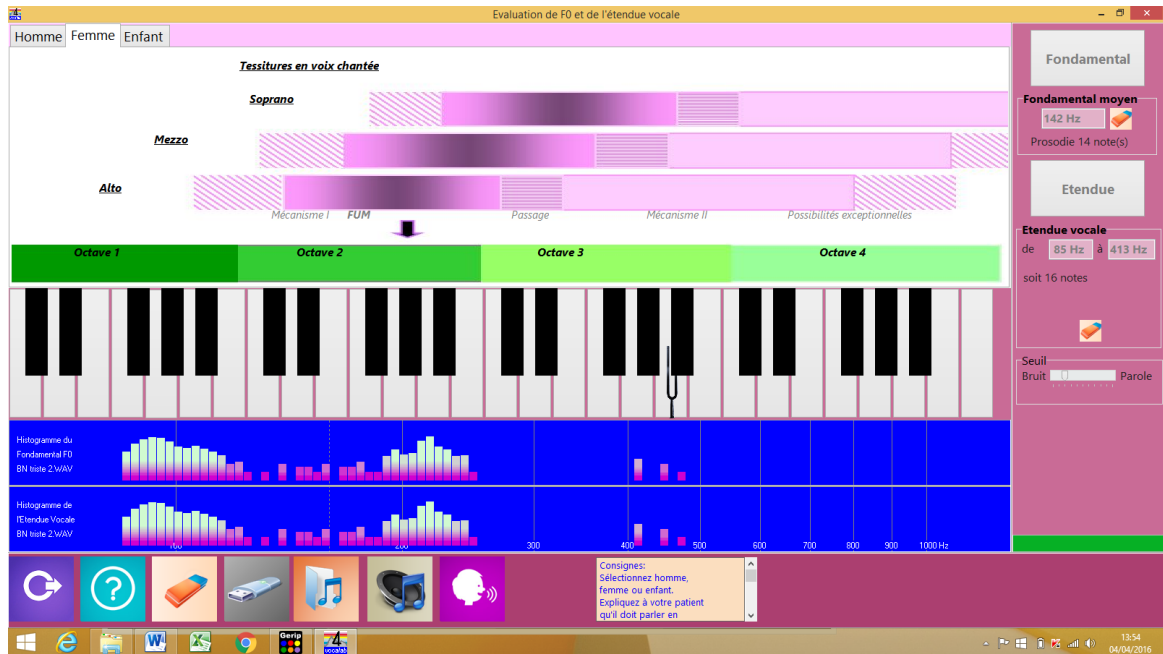 Evaluation de F0 et de l'étendue vocale
Homme Femme Enfant
Tessitures en voix chantée
Soprano
Mezzo
Alto
Mécanisme I FUM Passage Mécanisme II Possibilités exceptionnelles
Octave 1 Octave 2 Octave 3 Octave 4
Histogramme du
Fondamental F0
BN triste 2.WAV
Histogramme de
l'Etendue Vocale
BN triste 2.WAV
100 200 300 400 500 600 700 800 900 1000 Hz
Fondamental
Fondamental moyen
142 Hz
Prosodie 14 note(s)
Etendue
Etendue vocale
de 85 Hz à 413 Hz
soit 16 notes
Seuil
Bruit Parole
Consignes:
Sélectionnez homme,
femme ou enfant.
Expliquez à votre patient
qu'il doit parler en
Gerip
4
vocalab
13:54
04/04/2016